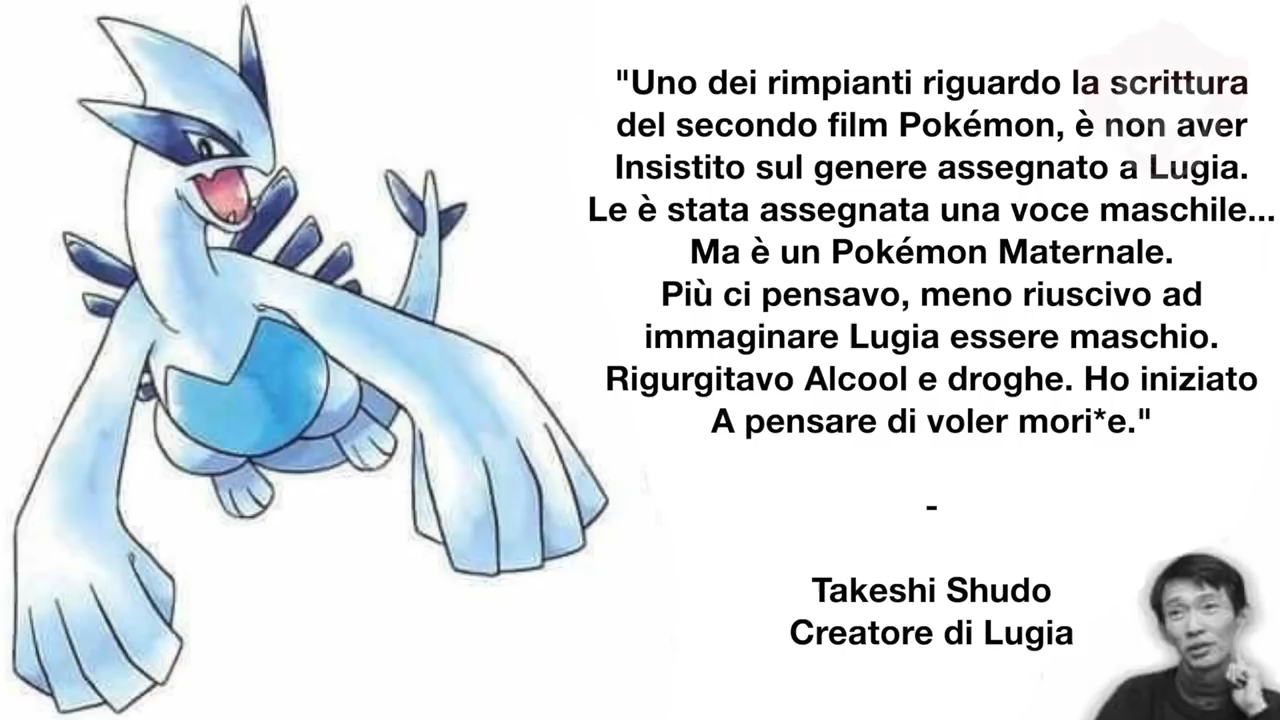 "Uno dei rimpianti riguardo la scrittura
del secondo film Pokémon, è non aver
Insistito sul genere assegnato a Lugia.
Le è stata assegnata una voce maschile...
Ma è un Pokémon Maternale.
Più ci pensavo, meno riuscivo ad
immaginare Lugia essere maschio.
Rigurgitavo Alcool e droghe. Ho iniziato
A pensare di voler mori*e."
-
Takeshi Shudo
Creatore di Lugia